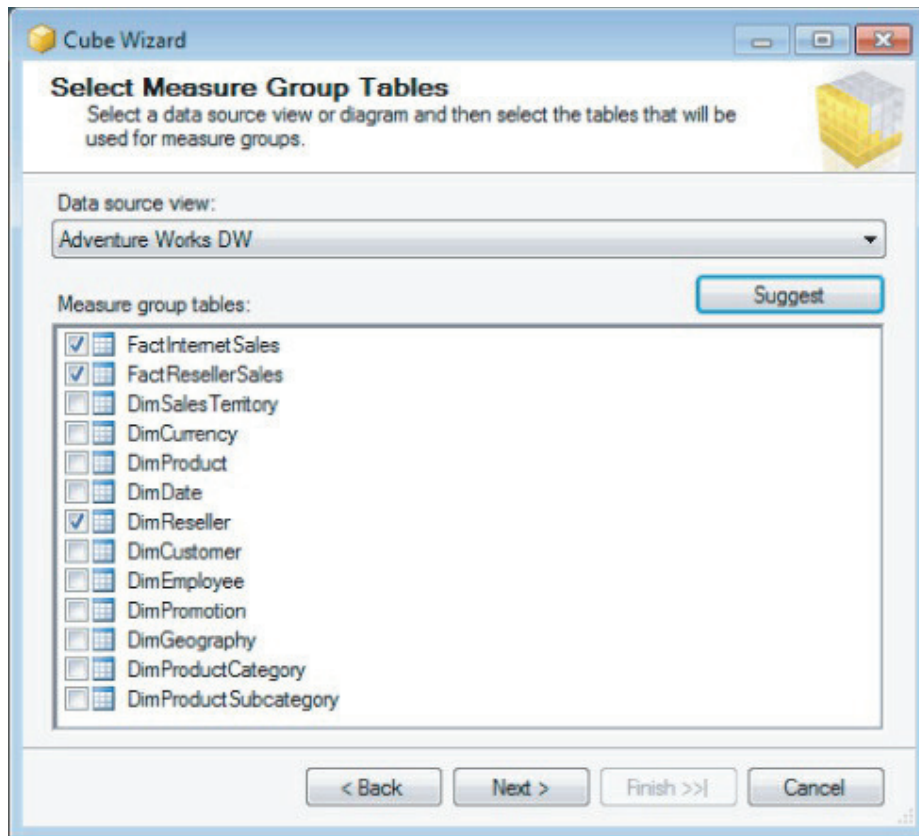 Cube Wizard
Select Measure Group Tables
Select a data source view or diagram and then select the tables that will be
used for measure groups.
Data source view:
Adventure Works DW
Suggest
Measure group tables:
FactInternetSales
FactResellerSales
DimSalesTerritory
DimCurrency
DimProduct
DimDate
DimReseller
DimCustomer
DimEmployee
DimPromotion
DimGeography
DimProductCategory
DimProductSubcategory
< Back
Next >
Finish >>|
Cancel